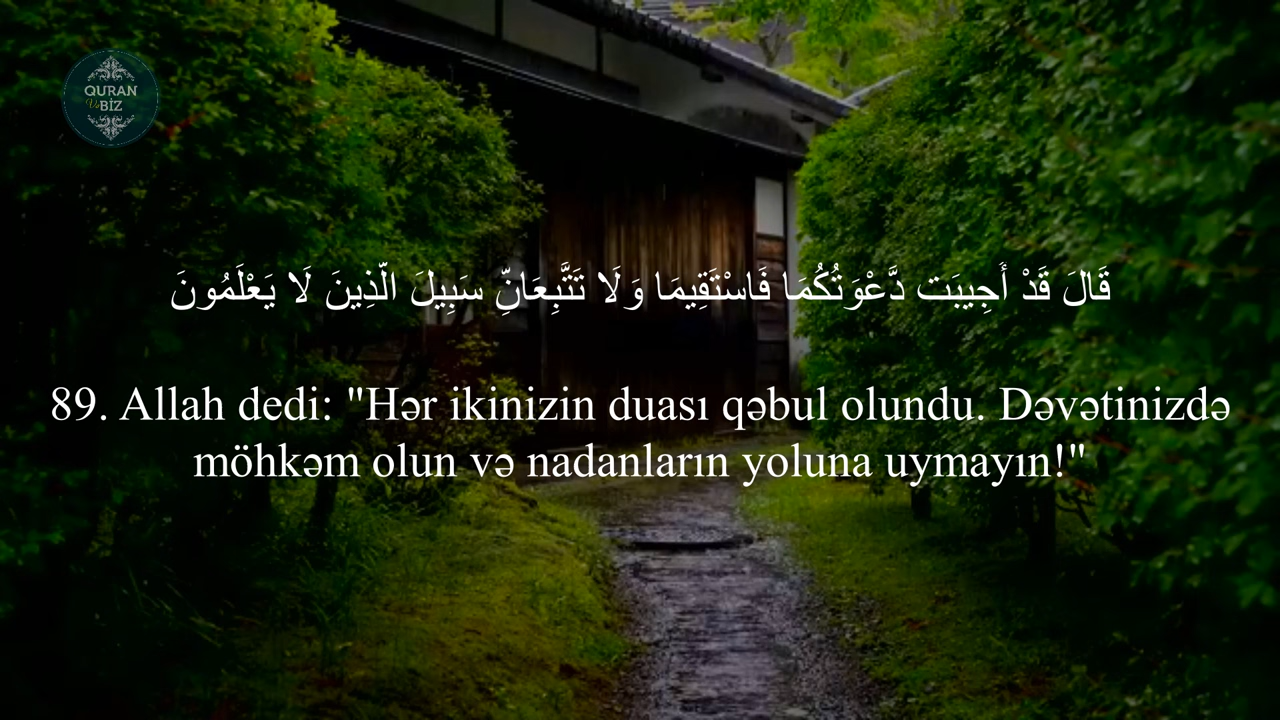 QURAN
Və BİZ
قَالَ قَدْ أُجِيبَت دَّعْوَتُكُمَا فَاسْتَقِيمَا وَلَا تَتَّبِعَانِّ سَبِيلَ الَّذِينَ لَا يَعْلَمُونَ
89. Allah dedi: "Hər ikinizin duası qəbul olundu. Dəvətinizdə
möhkəm olun və nadanların yoluna uymayın!"